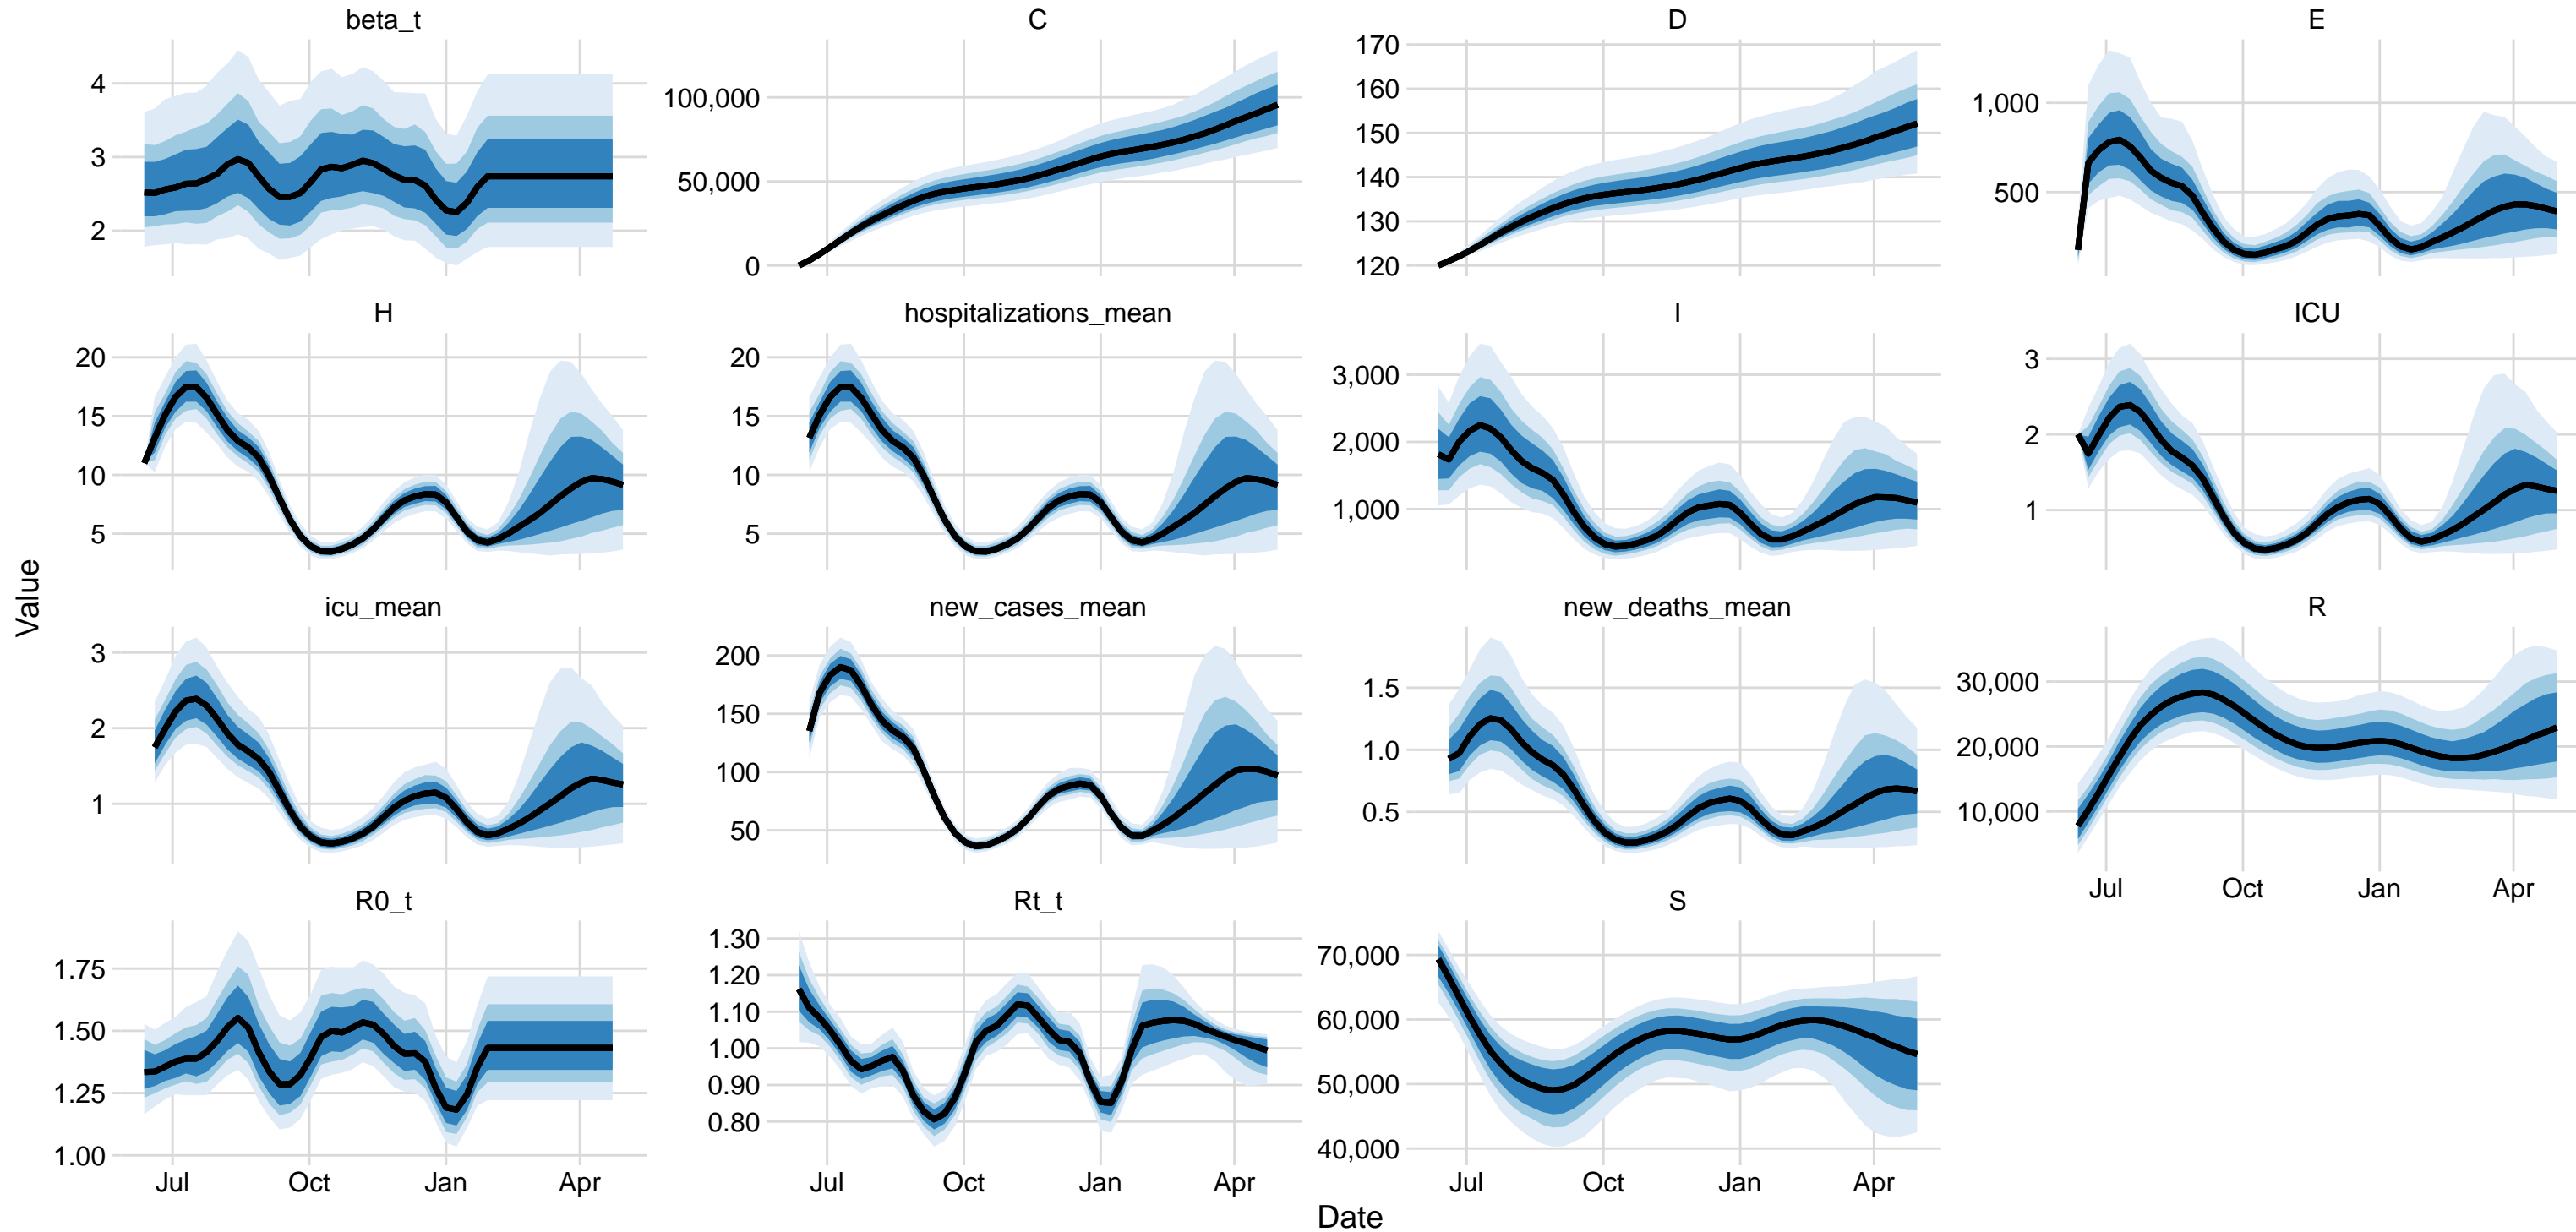 beta_t
C
D
E
4
3
2
100,000
50,000
0
170
160
150
140
130
120
1,000
500
H
hospitalizations_mean
I
ICU
20
15
10
5
20
15
10
5
3,000
2,000
1,000
3
2
1
Value
icu_mean
new_cases_mean
new_deaths_mean
R
3
2
1
200
150
100
50
1.5
1.0
0.5
30,000
20,000
10,000
Jul Oct Jan Apr
R0_t
Rt_t
S
1.75
1.50
1.25
1.00
1.30
1.20
1.10
1.00
0.90
0.80
70,000
60,000
50,000
40,000
Jul Oct Jan Apr
Jul Oct Jan Apr
Jul Oct Jan Apr
Date